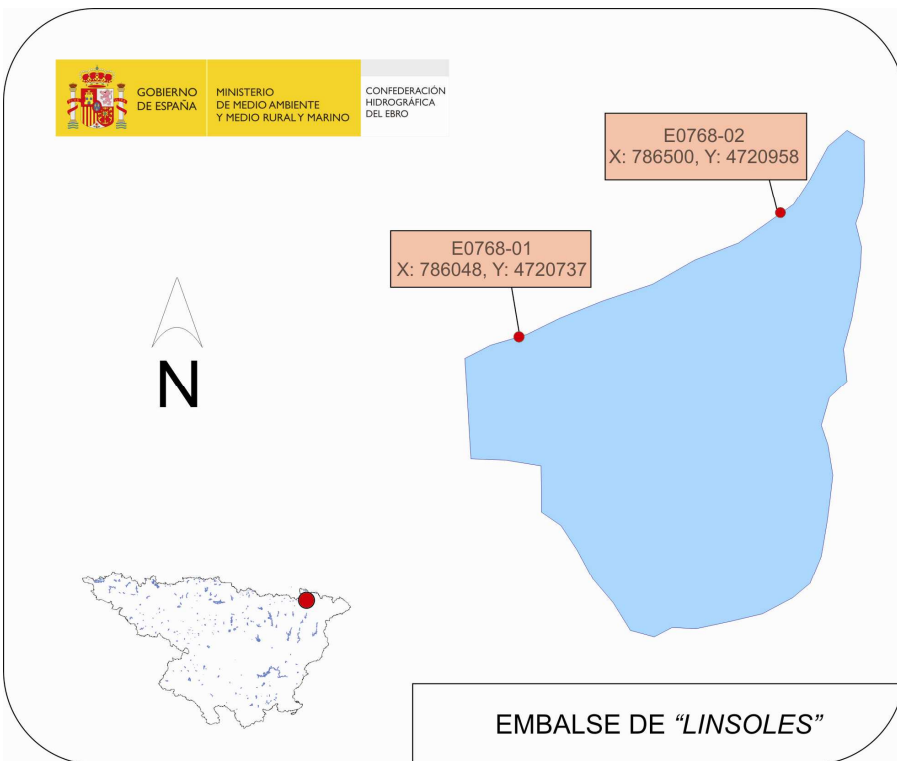 GOBIERNO
DE ESPAÑA
MINISTERIO
DE MEDIO AMBIENTE
Y MEDIO RURAL Y MARINO
CONFEDERACIÓN
HIDROGRÁFICA
DEL EBRO
E0768-02
X: 786500, Y: 4720958
E0768-01
X: 786048, Y: 4720737
N
EMBALSE DE "LINSOLES"